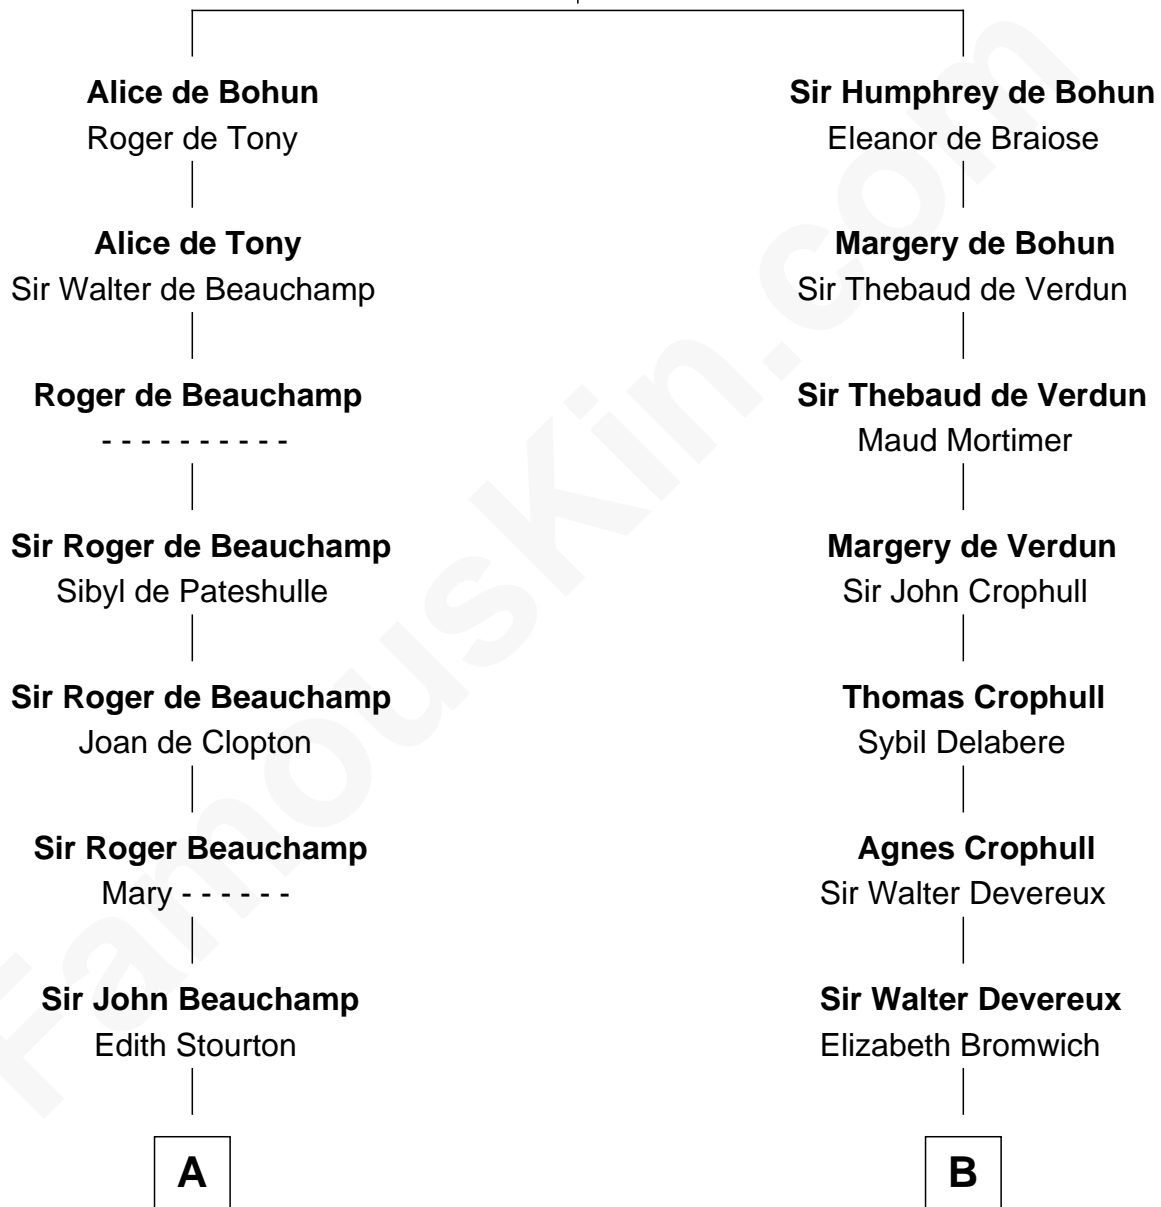 Alice de Bohun
Roger de Tony
Alice de Tony
Sir Walter de Beauchamp
Roger de Beauchamp
- - - - - - - - - -
Sir Roger de Beauchamp
Sibyl de Pateshulle
Sir Roger de Beauchamp
Joan de Clopton
Sir Roger Beauchamp
Mary - - - - - -
Sir John Beauchamp
Edith Stourton
A
Sir Humphrey de Bohun
Eleanor de Braiose
Margery de Bohun
Sir Thebaud de Verdun
Sir Thebaud de Verdun
Maud Mortimer
Margery de Verdun
Sir John Crophull
Thomas Crophull
Sybil Delabere
Agnes Crophull
Sir Walter Devereux
Sir Walter Devereux
Elizabeth Bromwich
B
FamousKin.com